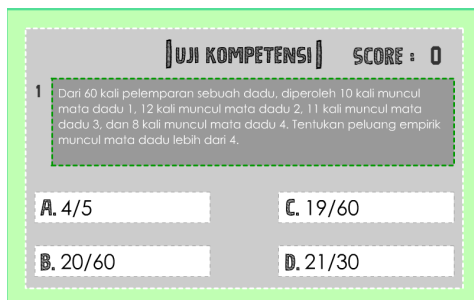 UJI KOMPETENSI SCORE : 0
1 Dari 60 kali pelemparan sebuah dadu, diperoleh 10 kali muncul
mata dadu 1, 12 kali muncul mata dadu 2, 11 kali muncul mata
dadu 3, dan 8 kali muncul mata dadu 4. Tentukan peluang empirik
muncul mata dadu lebih dari 4.
A. 4/5 C. 19/60
B. 20/60 D. 21/30